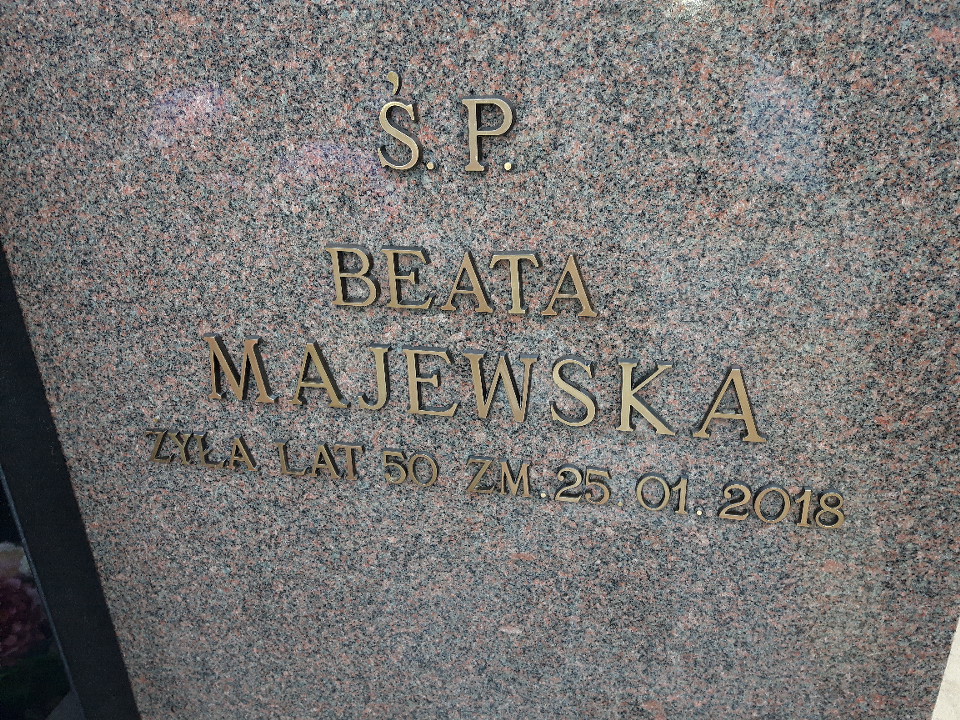 Ś. P.
BEATA
MAJEWSKA
ŻYŁA LAT 50 ZM. 25. 01. 2018